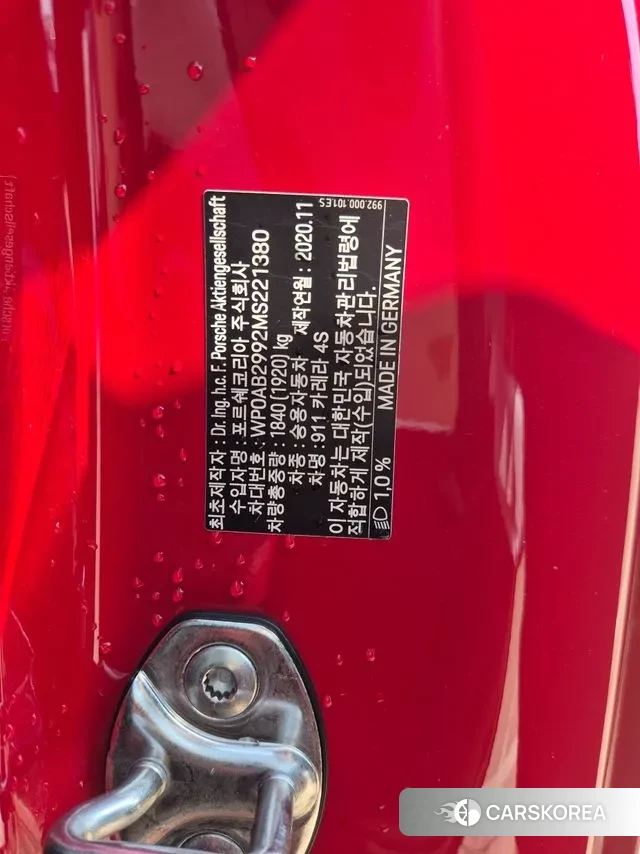 최초제작자 : Dr. Ing. h.c. F. Porsche Aktiengesellschaft
수입자명 : 포르쉐코리아 주식회사
차대번호 : WP0AB2992MS221380
차량총중량 : 1840(1920) kg
차종 : 승용자동차 제작연월 : 2020.11
차명 : 911 카레라 4S
이 자동차는 대한민국 자동차관리법령에
적합하게 제작(수입)되었습니다.
1,0 % MADE IN GERMANY
992.000.101.ES
CARSKOREA